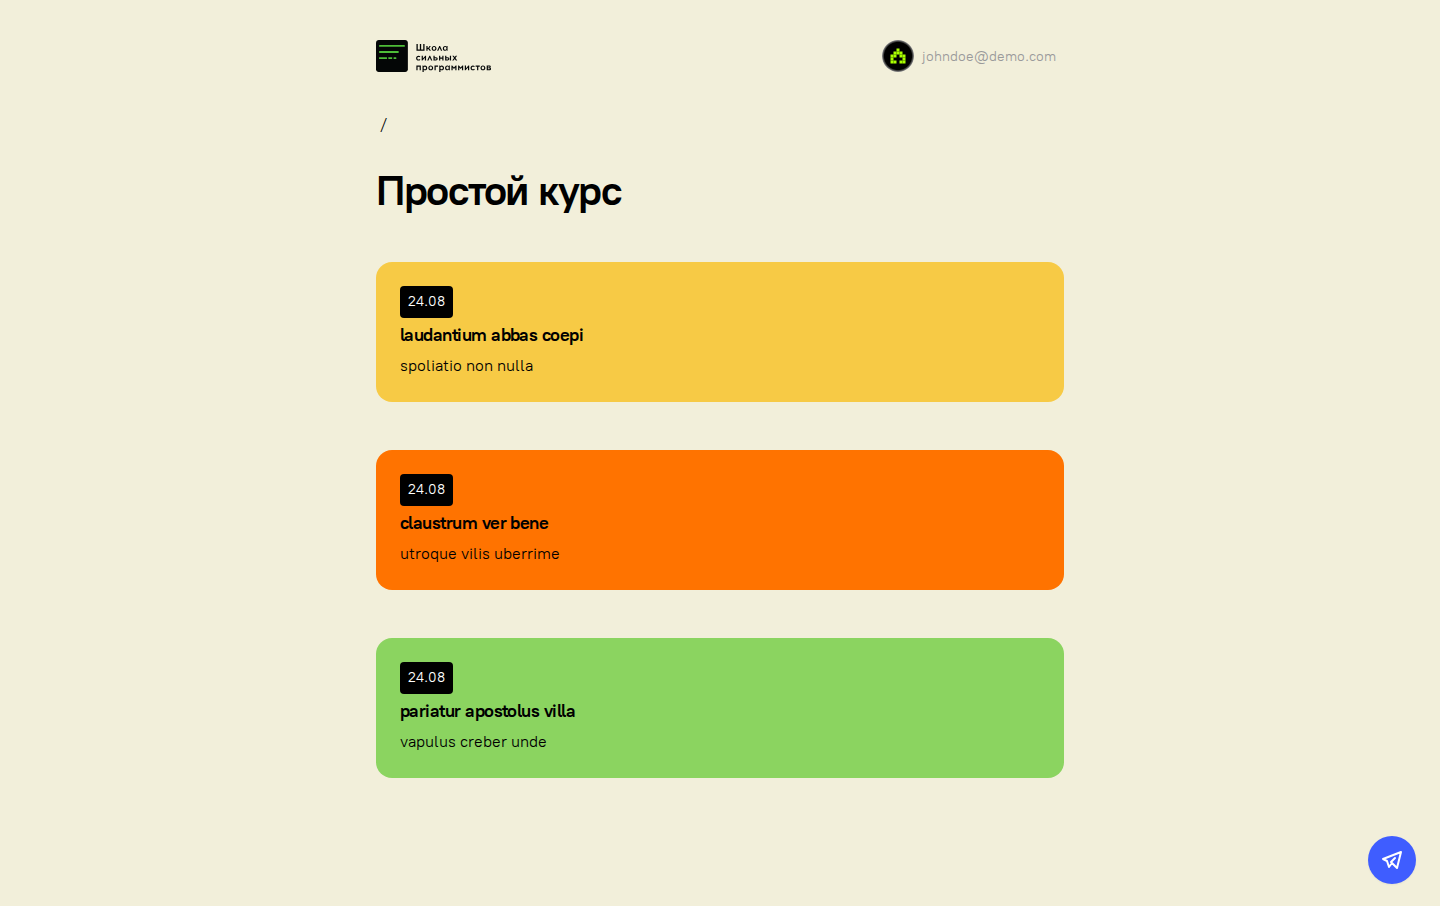 Школа
сильных
программистов
johndoe@demo.com
/
Простой курс
24.08
laudantium abbas coepi
spoliatio non nulla
24.08
claustrum ver bene
utroque vilis uberrime
24.08
pariatur apostolus villa
vapulus creber unde